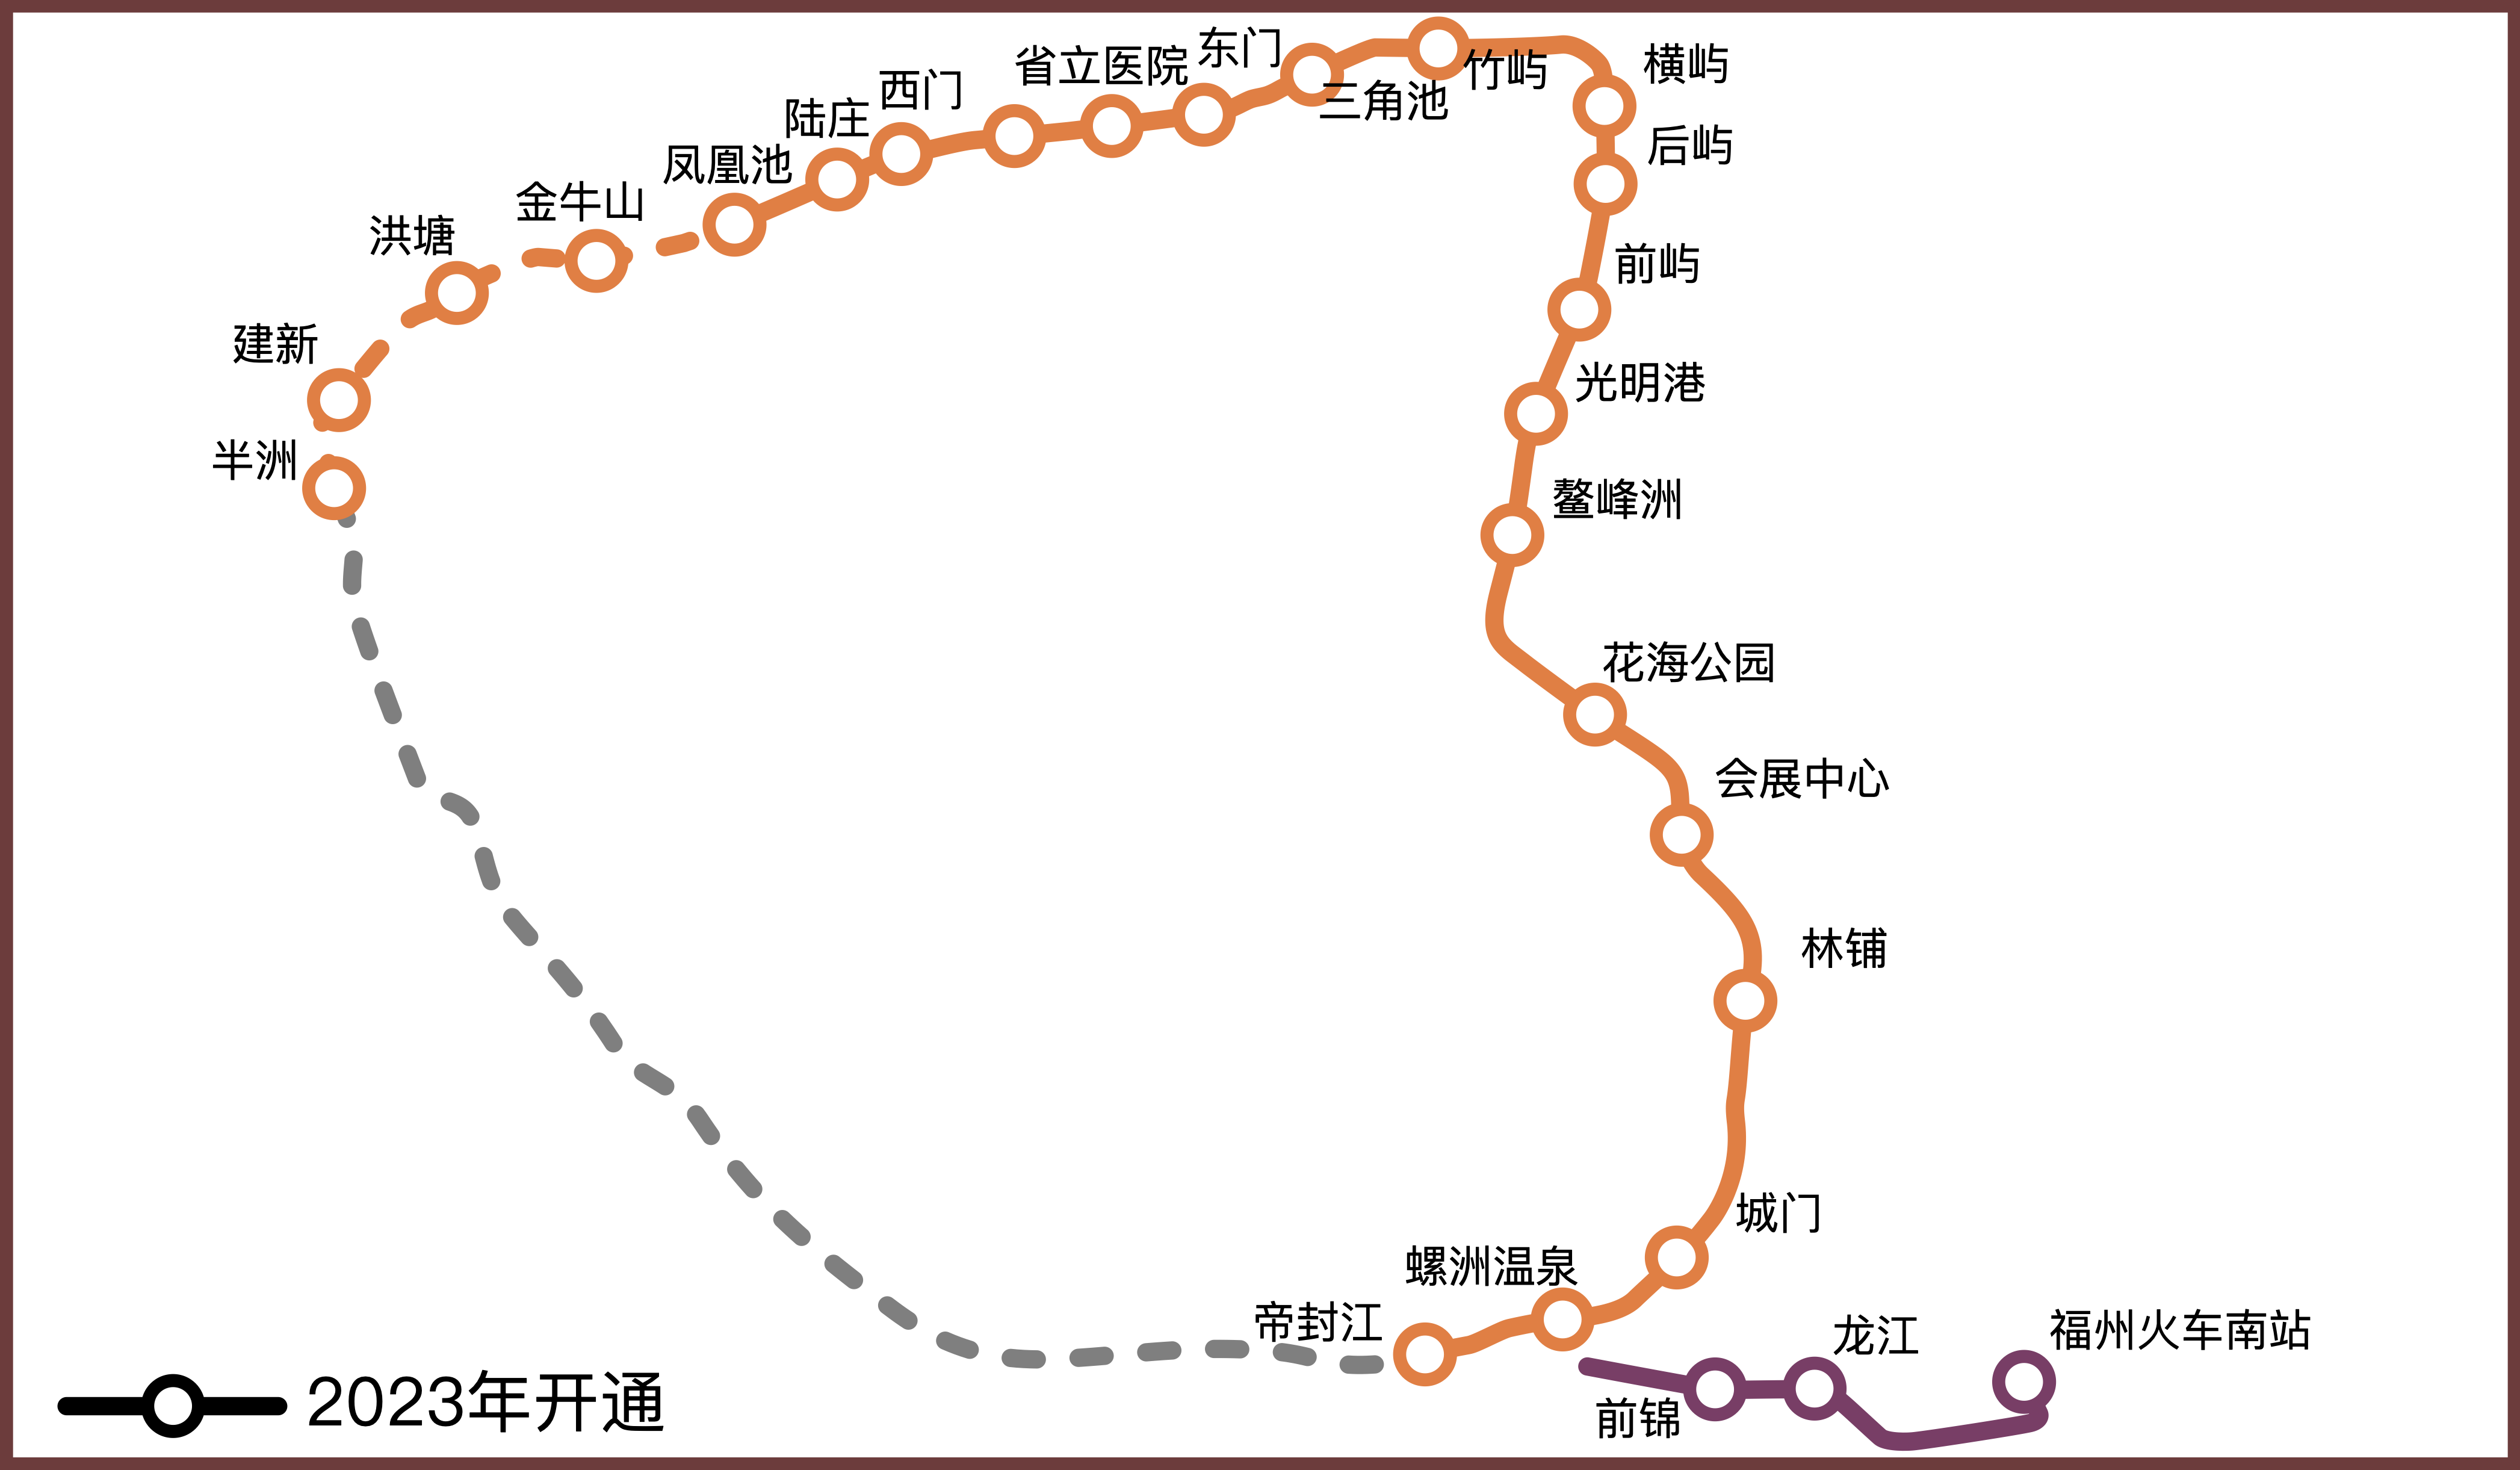 东门
省立医院
西门
陆庄
凤凰池
金牛山
洪塘
建新
半洲
三角池
竹屿
横屿
后屿
前屿
光明港
鳌峰洲
花海公园
会展中心
林铺
城门
螺洲温泉
帝封江
前锦
龙江
福州火车南站
2023年开通